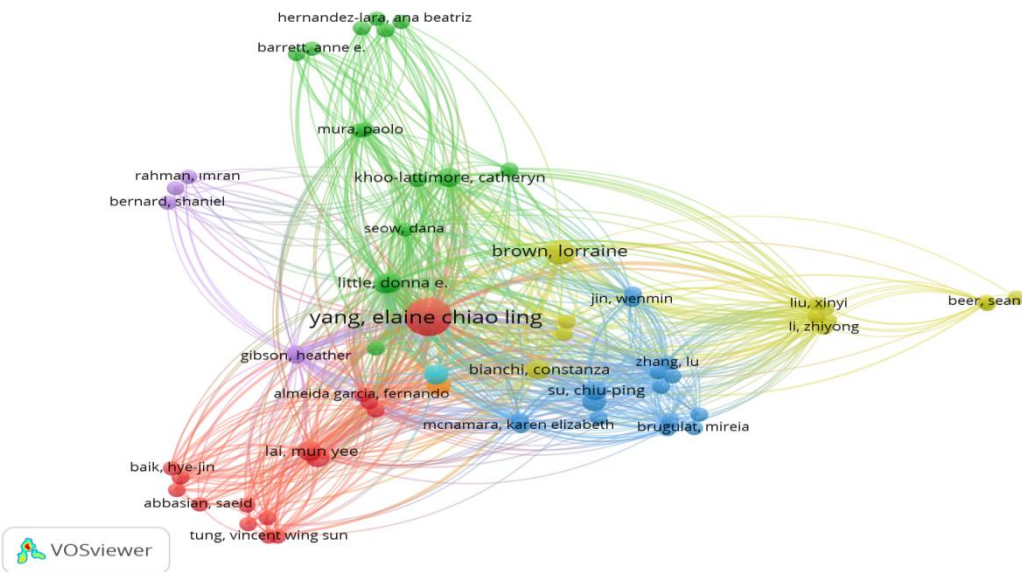 hernandez-lara, ana beatriz
barrett, anne e.
mura, paolo
rahman, imran
khoo-lattimore, catheryn
bernard, shaniel
seow, dana
brown, lorraine
little, donna e.
jin, wenmin
liu, xinyi
beer, sean
yang, elaine chiao ling
li, zhiyong
gibson, heather
zhang, lu
bianchi, constanza
almeida garcia, fernando
su, chiu-ping
mcnamara, karen elizabeth
brugulat, mireia
lai, mun yee
baik, hye-jin
abbasian, saeid
tung, vincent wing sun
VOSviewer